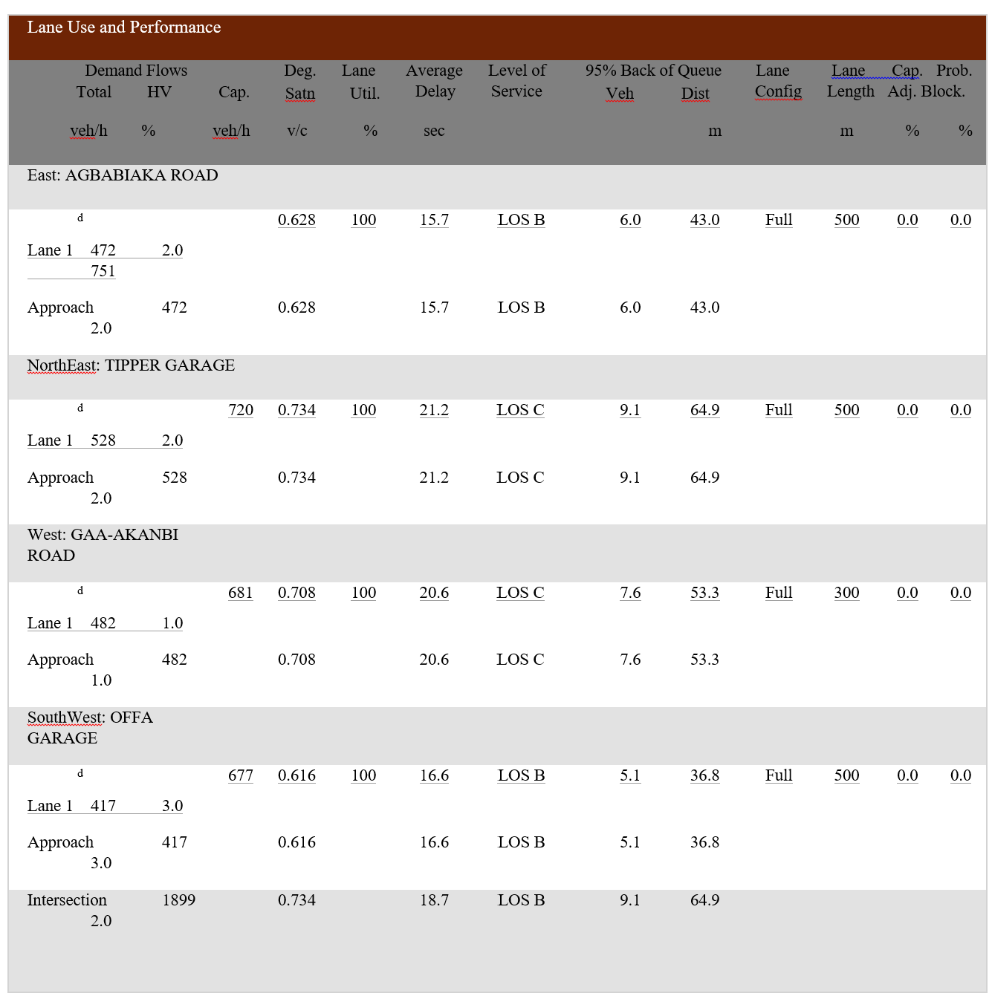 Lane Use and Performance
Demand Flows Deg. Lane Average Level of 95% Back of Queue Lane Lane Cap. Prob.
Total HV Cap. Satn Util. Delay Service Veh Dist Config Length Adj. Block.
veh/h % veh/h v/c % sec m m % %
East: AGBABIAKA ROAD
d 0.628 100 15.7 LOS B 6.0 43.0 Full 500 0.0 0.0
Lane 1 472 2.0
751
Approach 472 0.628 15.7 LOS B 6.0 43.0
2.0
NorthEast: TIPPER GARAGE
d 720 0.734 100 21.2 LOS C 9.1 64.9 Full 500 0.0 0.0
Lane 1 528 2.0
Approach 528 0.734 21.2 LOS C 9.1 64.9
2.0
West: GAA-AKANBI
ROAD
d 681 0.708 100 20.6 LOS C 7.6 53.3 Full 300 0.0 0.0
Lane 1 482 1.0
Approach 482 0.708 20.6 LOS C 7.6 53.3
1.0
SouthWest: OFFA
GARAGE
d 677 0.616 100 16.6 LOS B 5.1 36.8 Full 500 0.0 0.0
Lane 1 417 3.0
Approach 417 0.616 16.6 LOS B 5.1 36.8
3.0
Intersection 1899 0.734 18.7 LOS B 9.1 64.9
2.0